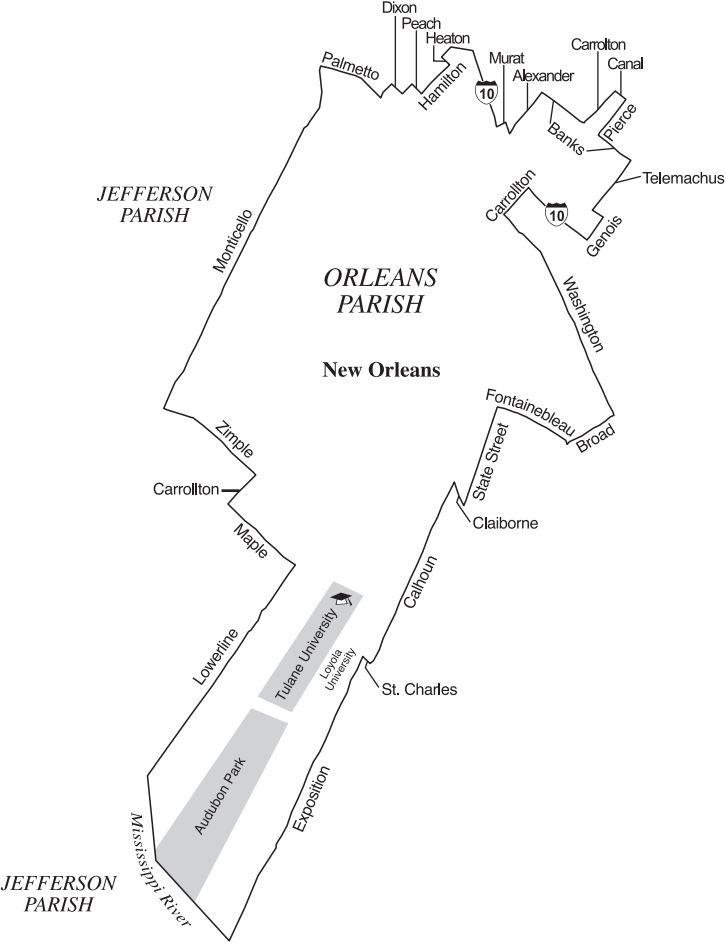 Dixon
Peach
Heaton
Palmetto
Hamilton
10
Murat
Alexander
Carrolton
Canal
Banks
Pierce
Telemachus
JEFFERSON
PARISH
Monticello
Carrollton
10
Genois
ORLEANS
PARISH
Washington
New Orleans
Fontainebleau
Broad
Zimple
State Street
Carrollton
Claiborne
Maple
Calhoun
Lowerline
Tulane University
Loyola
University
St. Charles
Audubon Park
Exposition
Mississippi River
JEFFERSON
PARISH